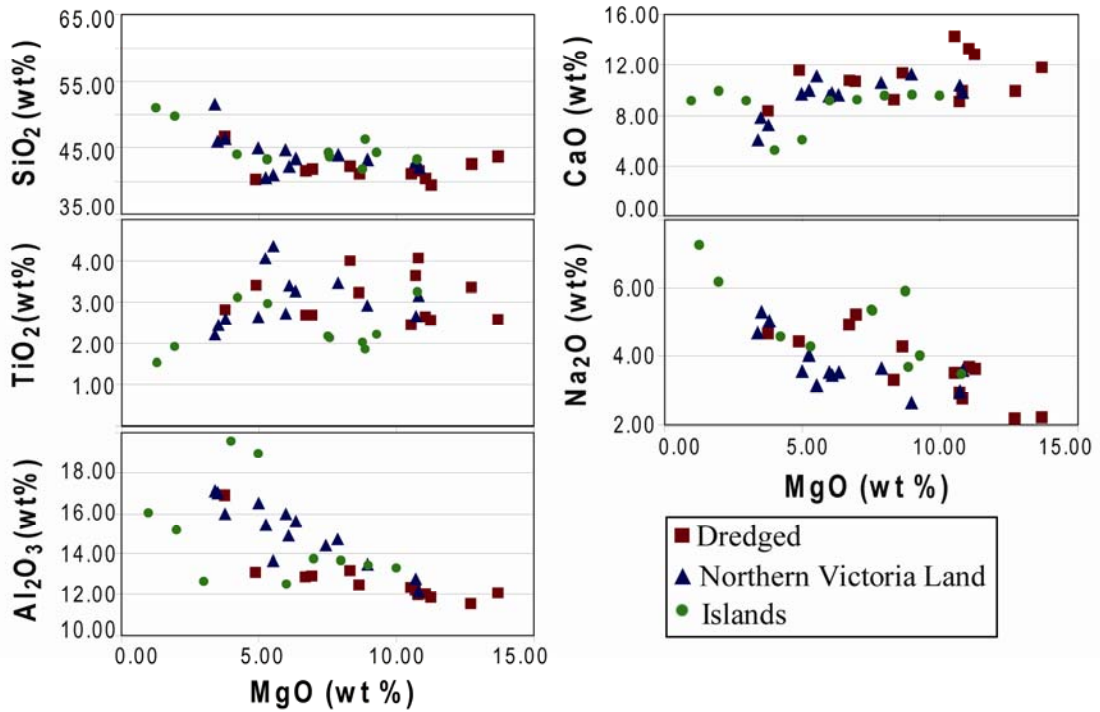 65.00
55.00
45.00
35.00
SiO2 (wt%)
4.00
3.00
2.00
1.00
TiO2 (wt%)
18.00
16.00
14.00
12.00
10.00
Al2O3 (wt%)
0.00 5.00 10.00 15.00
MgO (wt %)
16.00
12.00
8.00
4.00
0.00
CaO (wt%)
6.00
4.00
2.00
Na2O (wt%)
0.00 5.00 10.00 15.00
MgO (wt %)
Dredged
Northern Victoria Land
Islands